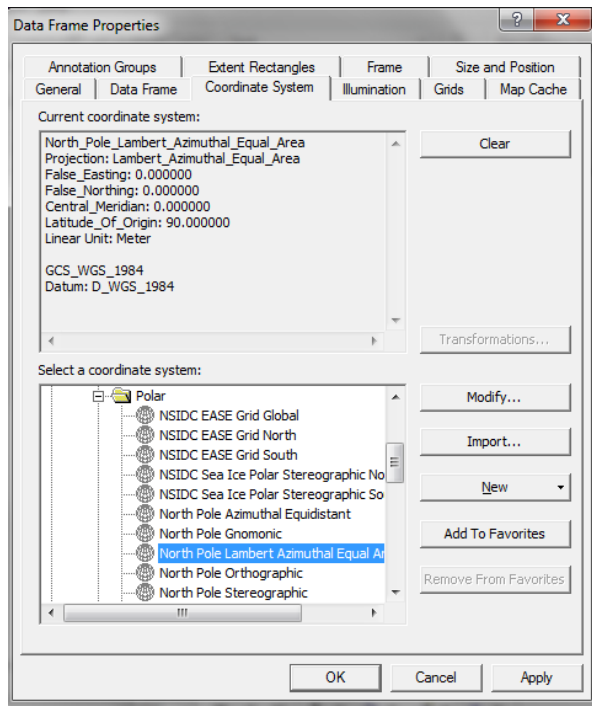 Data Frame Properties
Annotation Groups Extent Rectangles Frame Size and Position
General Data Frame Coordinate System Illumination Grids Map Cache
Current coordinate system:
North_Pole_Lambert_Azimuthal_Equal_Area
Projection: Lambert_Azimuthal_Equal_Area
False_Easting: 0.000000
False_Northing: 0.000000
Central_Meridian: 0.000000
Latitude_Of_Origin: 90.000000
Linear Unit: Meter
GCS_WGS_1984
Datum: D_WGS_1984
Clear
Transformations...
Select a coordinate system:
Polar
NSIDC EASE Grid Global
NSIDC EASE Grid North
NSIDC EASE Grid South
NSIDC Sea Ice Polar Stereographic No
NSIDC Sea Ice Polar Stereographic So
North Pole Azimuthal Equidistant
North Pole Gnomonic
North Pole Lambert Azimuthal Equal Ar
North Pole Orthographic
North Pole Stereographic
Modify...
Import...
New
Add To Favorites
Remove From Favorites
OK Cancel Apply